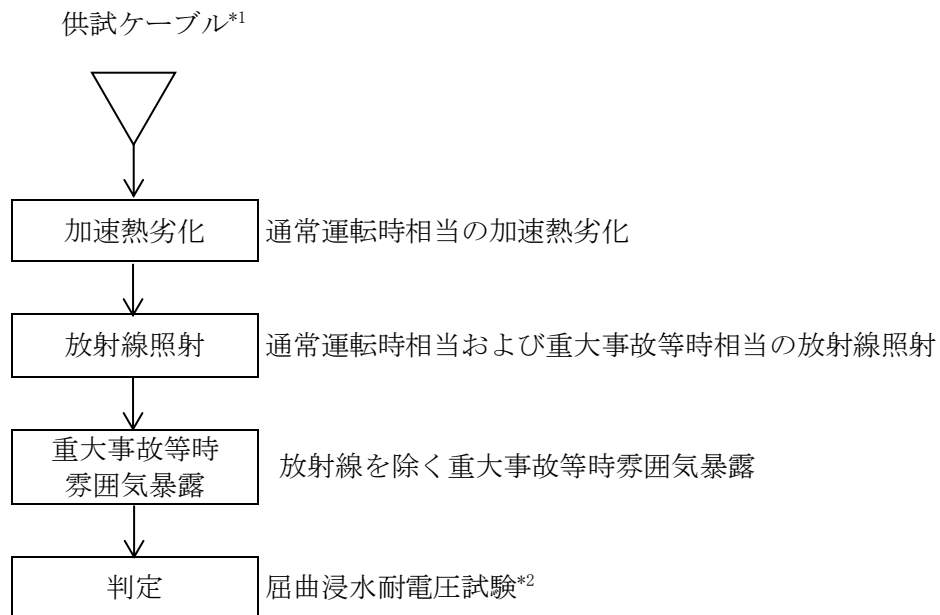 供試ケーブル*1
加速熱劣化 通常運転時相当の加速熱劣化
放射線照射 通常運転時相当および重大事故等時相当の放射線照射
重大事故等時
雰囲気暴露
放射線を除く重大事故等時雰囲気暴露
判定 屈曲浸水耐電圧試験*2